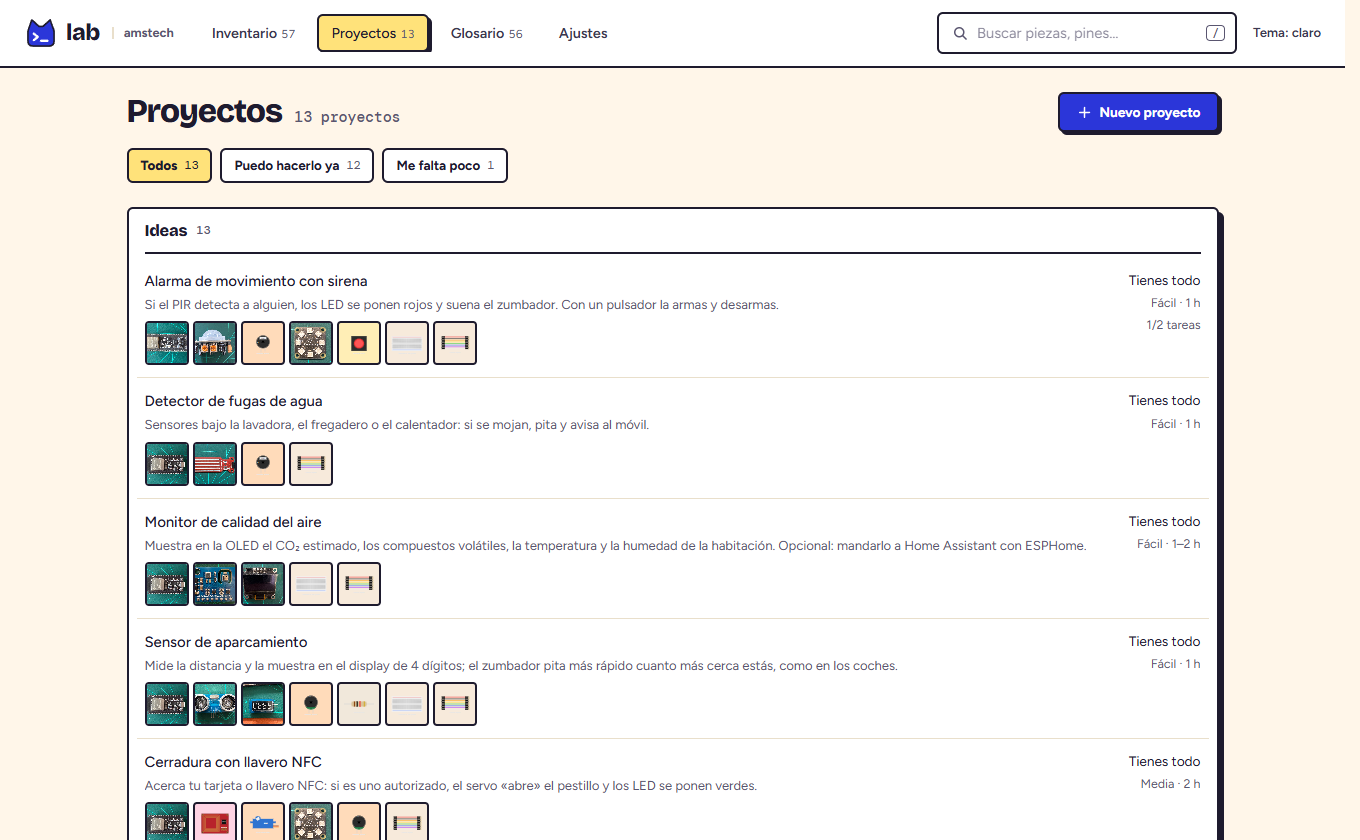 lab | amstech Inventario 57 Proyectos 13 Glosario 56 Ajustes Buscar piezas, pines... / Tema: claro
Proyectos 13 proyectos + Nuevo proyecto
Todos 13 Puedo hacerlo ya 12 Me falta poco 1
Ideas 13
Alarma de movimiento con sirena Tienes todo
Si el PIR detecta a alguien, los LED se ponen rojos y suena el zumbador. Con un pulsador la armas y desarmas. Fácil · 1 h
1/2 tareas
Detector de fugas de agua Tienes todo
Sensores bajo la lavadora, el fregadero o el calentador: si se mojan, pita y avisa al móvil. Fácil · 1 h
Monitor de calidad del aire Tienes todo
Muestra en la OLED el CO₂ estimado, los compuestos volátiles, la temperatura y la humedad de la habitación. Opcional: mandarlo a Home Assistant con ESPHome. Fácil · 1–2 h
Sensor de aparcamiento Tienes todo
Mide la distancia y la muestra en el display de 4 dígitos; el zumbador pita más rápido cuanto más cerca estás, como en los coches. Fácil · 1 h
Cerradura con llavero NFC Tienes todo
Acerca tu tarjeta o llavero NFC: si es uno autorizado, el servo «abre» el pestillo y los LED se ponen verdes. Media · 2 h